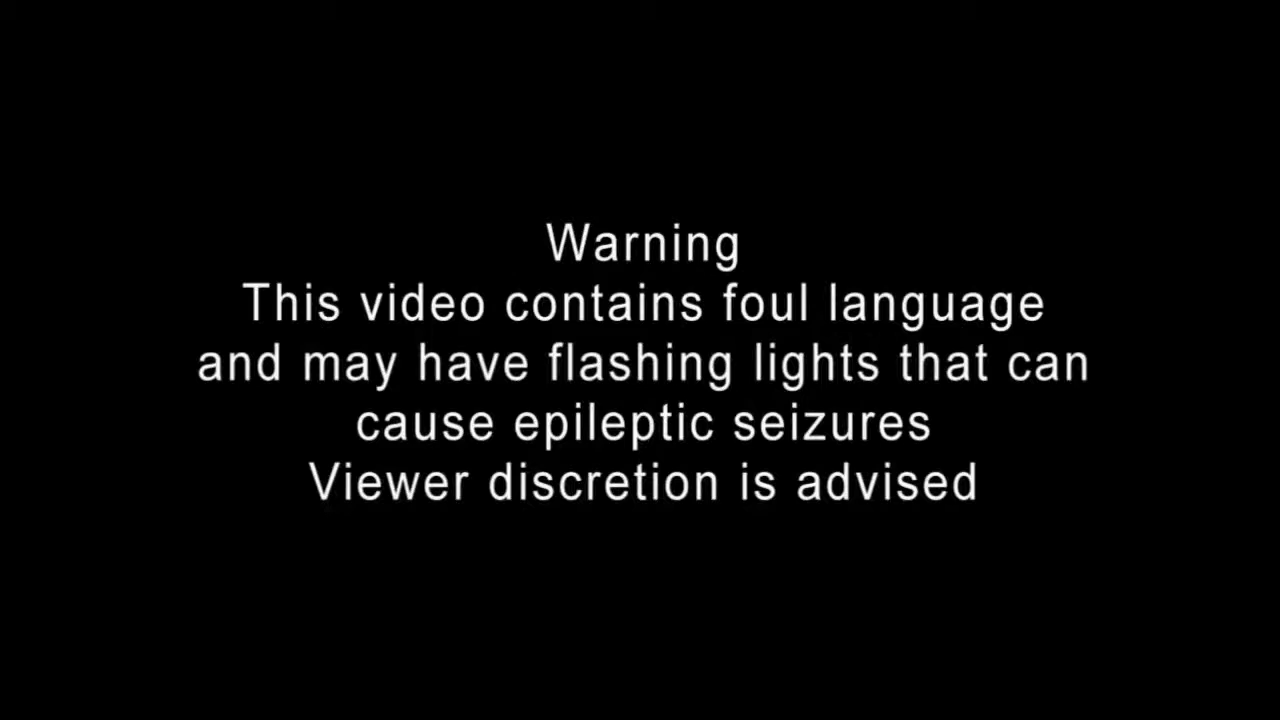 Warning
This video contains foul language
and may have flashing lights that can
cause epileptic seizures
Viewer discretion is advised